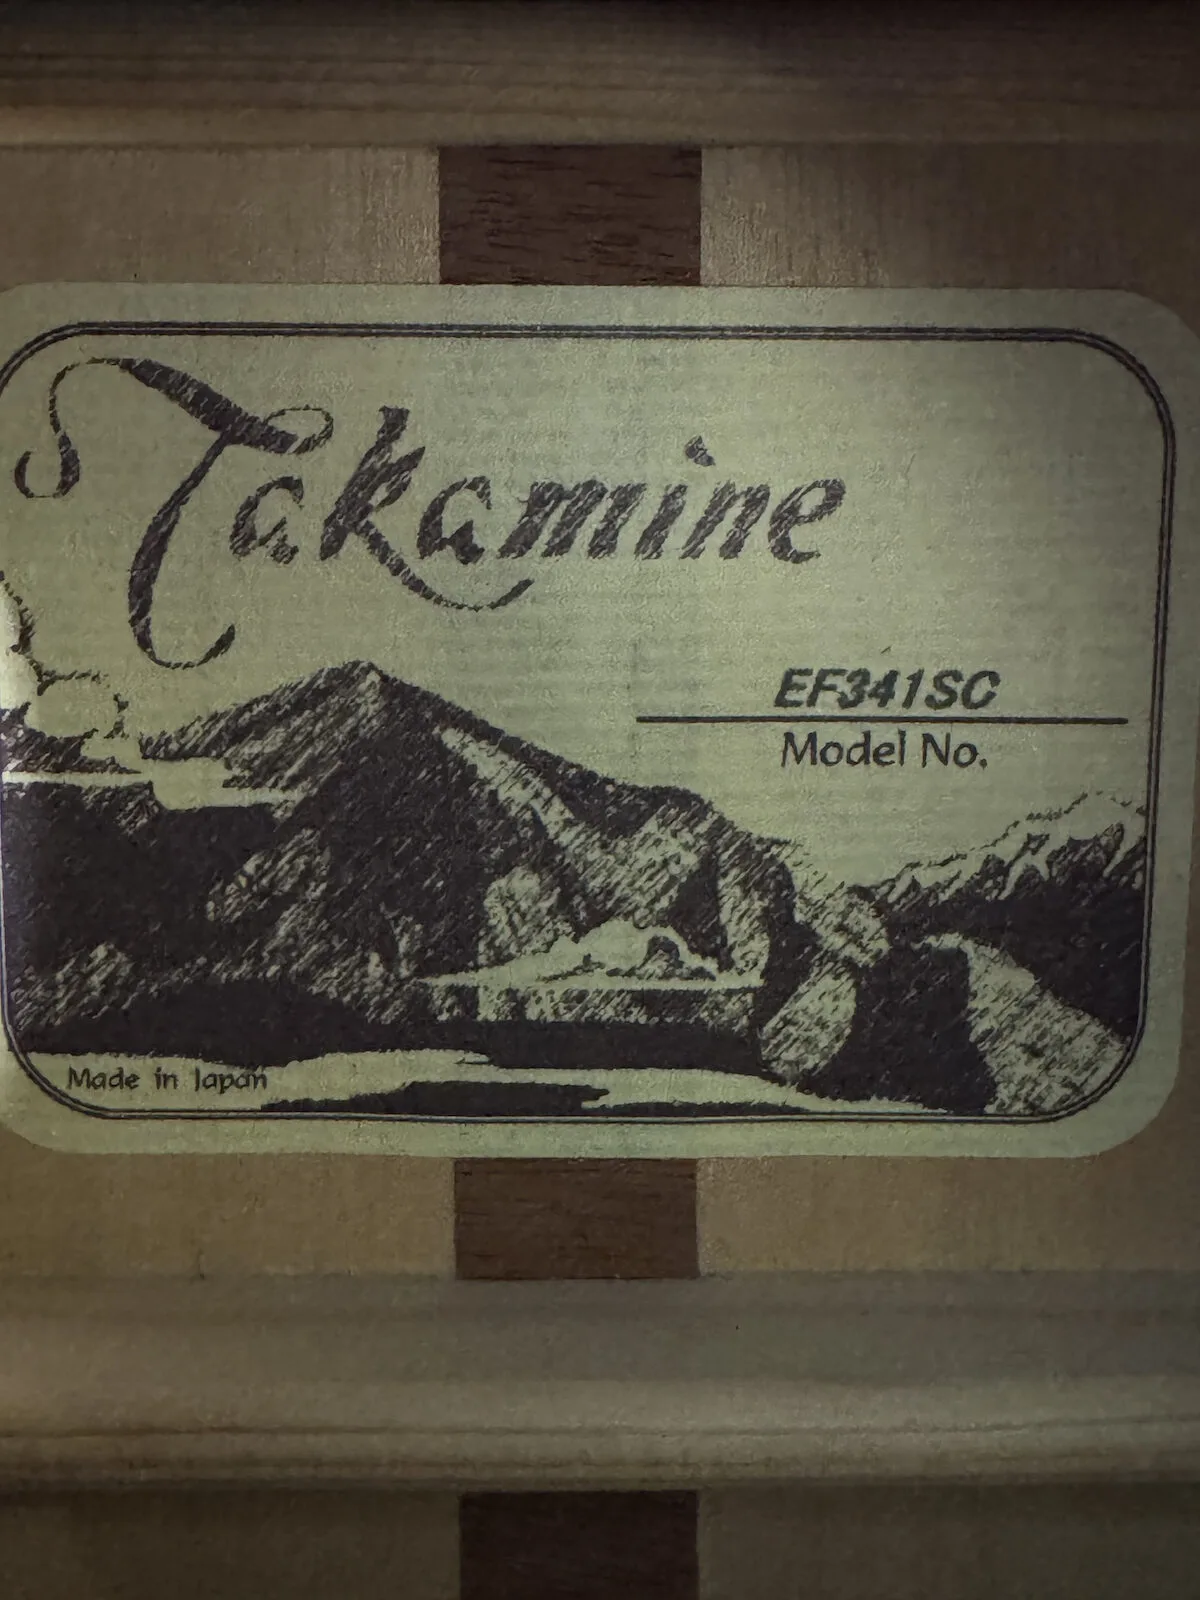 Takamine
EF341SC
Model No.
Made in Japan